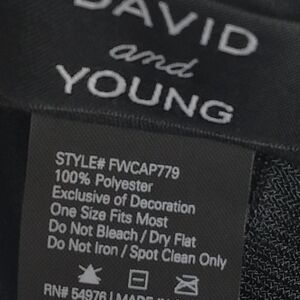 DAVID
and
YOUNG
STYLE# FWCAP779
100% Polyester
Exclusive of Decoration
One Size Fits Most
Do Not Bleach / Dry Flat
Do Not Iron / Spot Clean Only
RN# 54976 | MADE